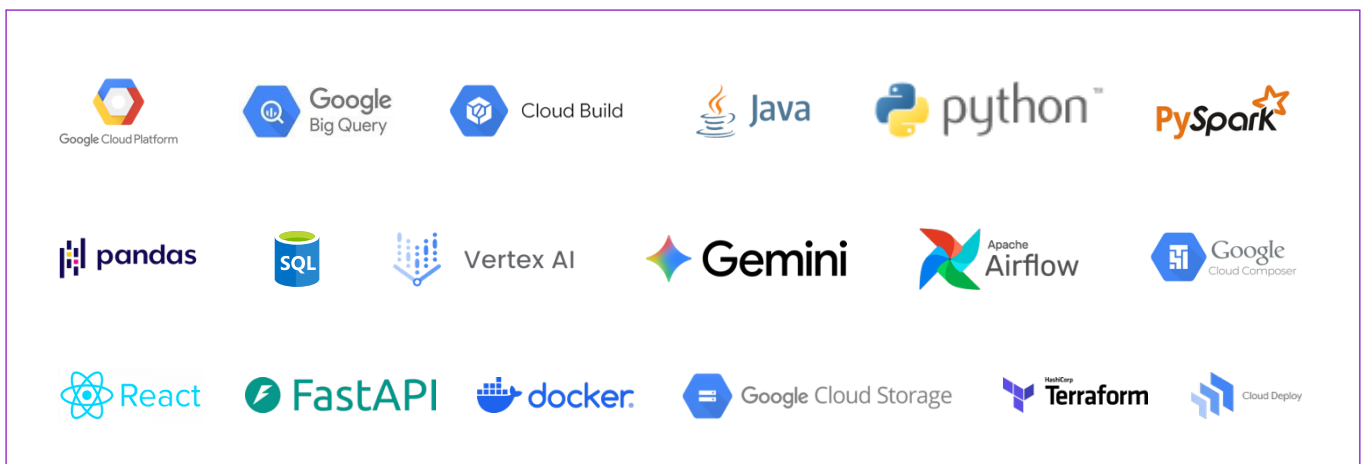 Google Cloud Platform
Google
Big Query
Cloud Build
Java
python™
PySpark
pandas
SQL
Vertex AI
Gemini
Apache
Airflow
Google
Cloud Composer
React
FastAPI
docker.
Google Cloud Storage
HashiCorp
Terraform
Cloud Deploy